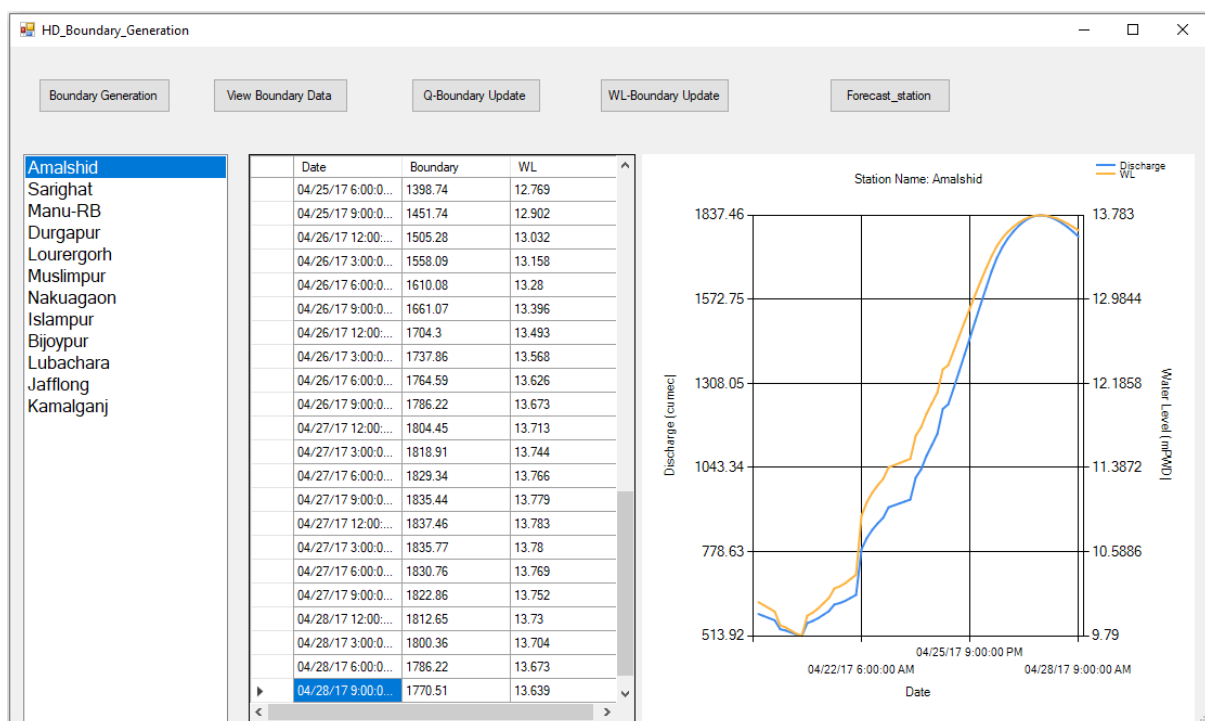 HD_Boundary_Generation
Boundary Generation View Boundary Data Q-Boundary Update WL-Boundary Update Forecast_station
Amalshid
Sarighat
Manu-RB
Durgapur
Lourergorh
Muslimpur
Nakuagaon
Islampur
Bijoypur
Lubachara
Jafflong
Kamalganj
Date Boundary WL
04/25/17 6:00:0... 1398.74 12.769
04/25/17 9:00:0... 1451.74 12.902
04/26/17 12:00:... 1505.28 13.032
04/26/17 3:00:0... 1558.09 13.158
04/26/17 6:00:0... 1610.08 13.28
04/26/17 9:00:0... 1661.07 13.396
04/26/17 12:00:... 1704.3 13.493
04/26/17 3:00:0... 1737.86 13.568
04/26/17 6:00:0... 1764.59 13.626
04/26/17 9:00:0... 1786.22 13.673
04/27/17 12:00:... 1804.45 13.713
04/27/17 3:00:0... 1818.91 13.744
04/27/17 6:00:0... 1829.34 13.766
04/27/17 9:00:0... 1835.44 13.779
04/27/17 12:00:... 1837.46 13.783
04/27/17 3:00:0... 1835.77 13.78
04/27/17 6:00:0... 1830.76 13.769
04/27/17 9:00:0... 1822.86 13.752
04/28/17 12:00:... 1812.65 13.73
04/28/17 3:00:0... 1800.36 13.704
04/28/17 6:00:0... 1786.22 13.673
04/28/17 9:00:0... 1770.51 13.639
Discharge
WL
Station Name: Amalshid
1837.46 13.783
1572.75 12.9844
1308.05 12.1858
1043.34 11.3872
778.63 10.5886
513.92 9.79
Discharge (cumec)
Water Level (mPWD)
04/25/17 9:00:00 PM
04/22/17 6:00:00 AM 04/28/17 9:00:00 AM
Date